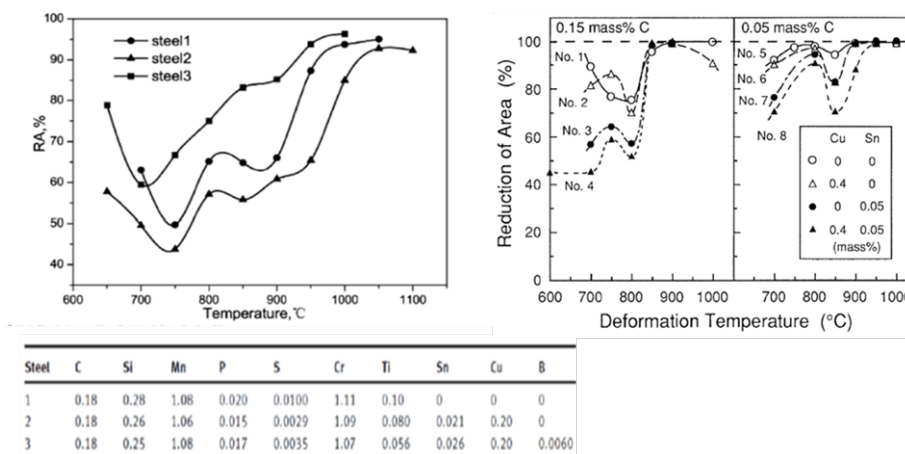 100
90
80
70
60
50
40
RA,%
steel1
steel2
steel3
600 700 800 900 1000 1100
Temperature,℃
0.15 mass% C
0.05 mass% C
100
80
60
40
20
0
Reduction of Area (%)
No. 1
No. 2
No. 3
No. 4
No. 5
No. 6
No. 7
No. 8
Cu Sn
0 0
0.4 0
0 0.05
0.4 0.05
(mass%)
600 700 800 900 1000 700 800 900 1000
Deformation Temperature (°C)
Steel C Si Mn P S Cr Ti Sn Cu B
1 0.18 0.28 1.08 0.020 0.0100 1.11 0.10 0 0 0
2 0.18 0.26 1.06 0.015 0.0029 1.09 0.080 0.021 0.20 0
3 0.18 0.25 1.08 0.017 0.0035 1.07 0.056 0.026 0.20 0.0060